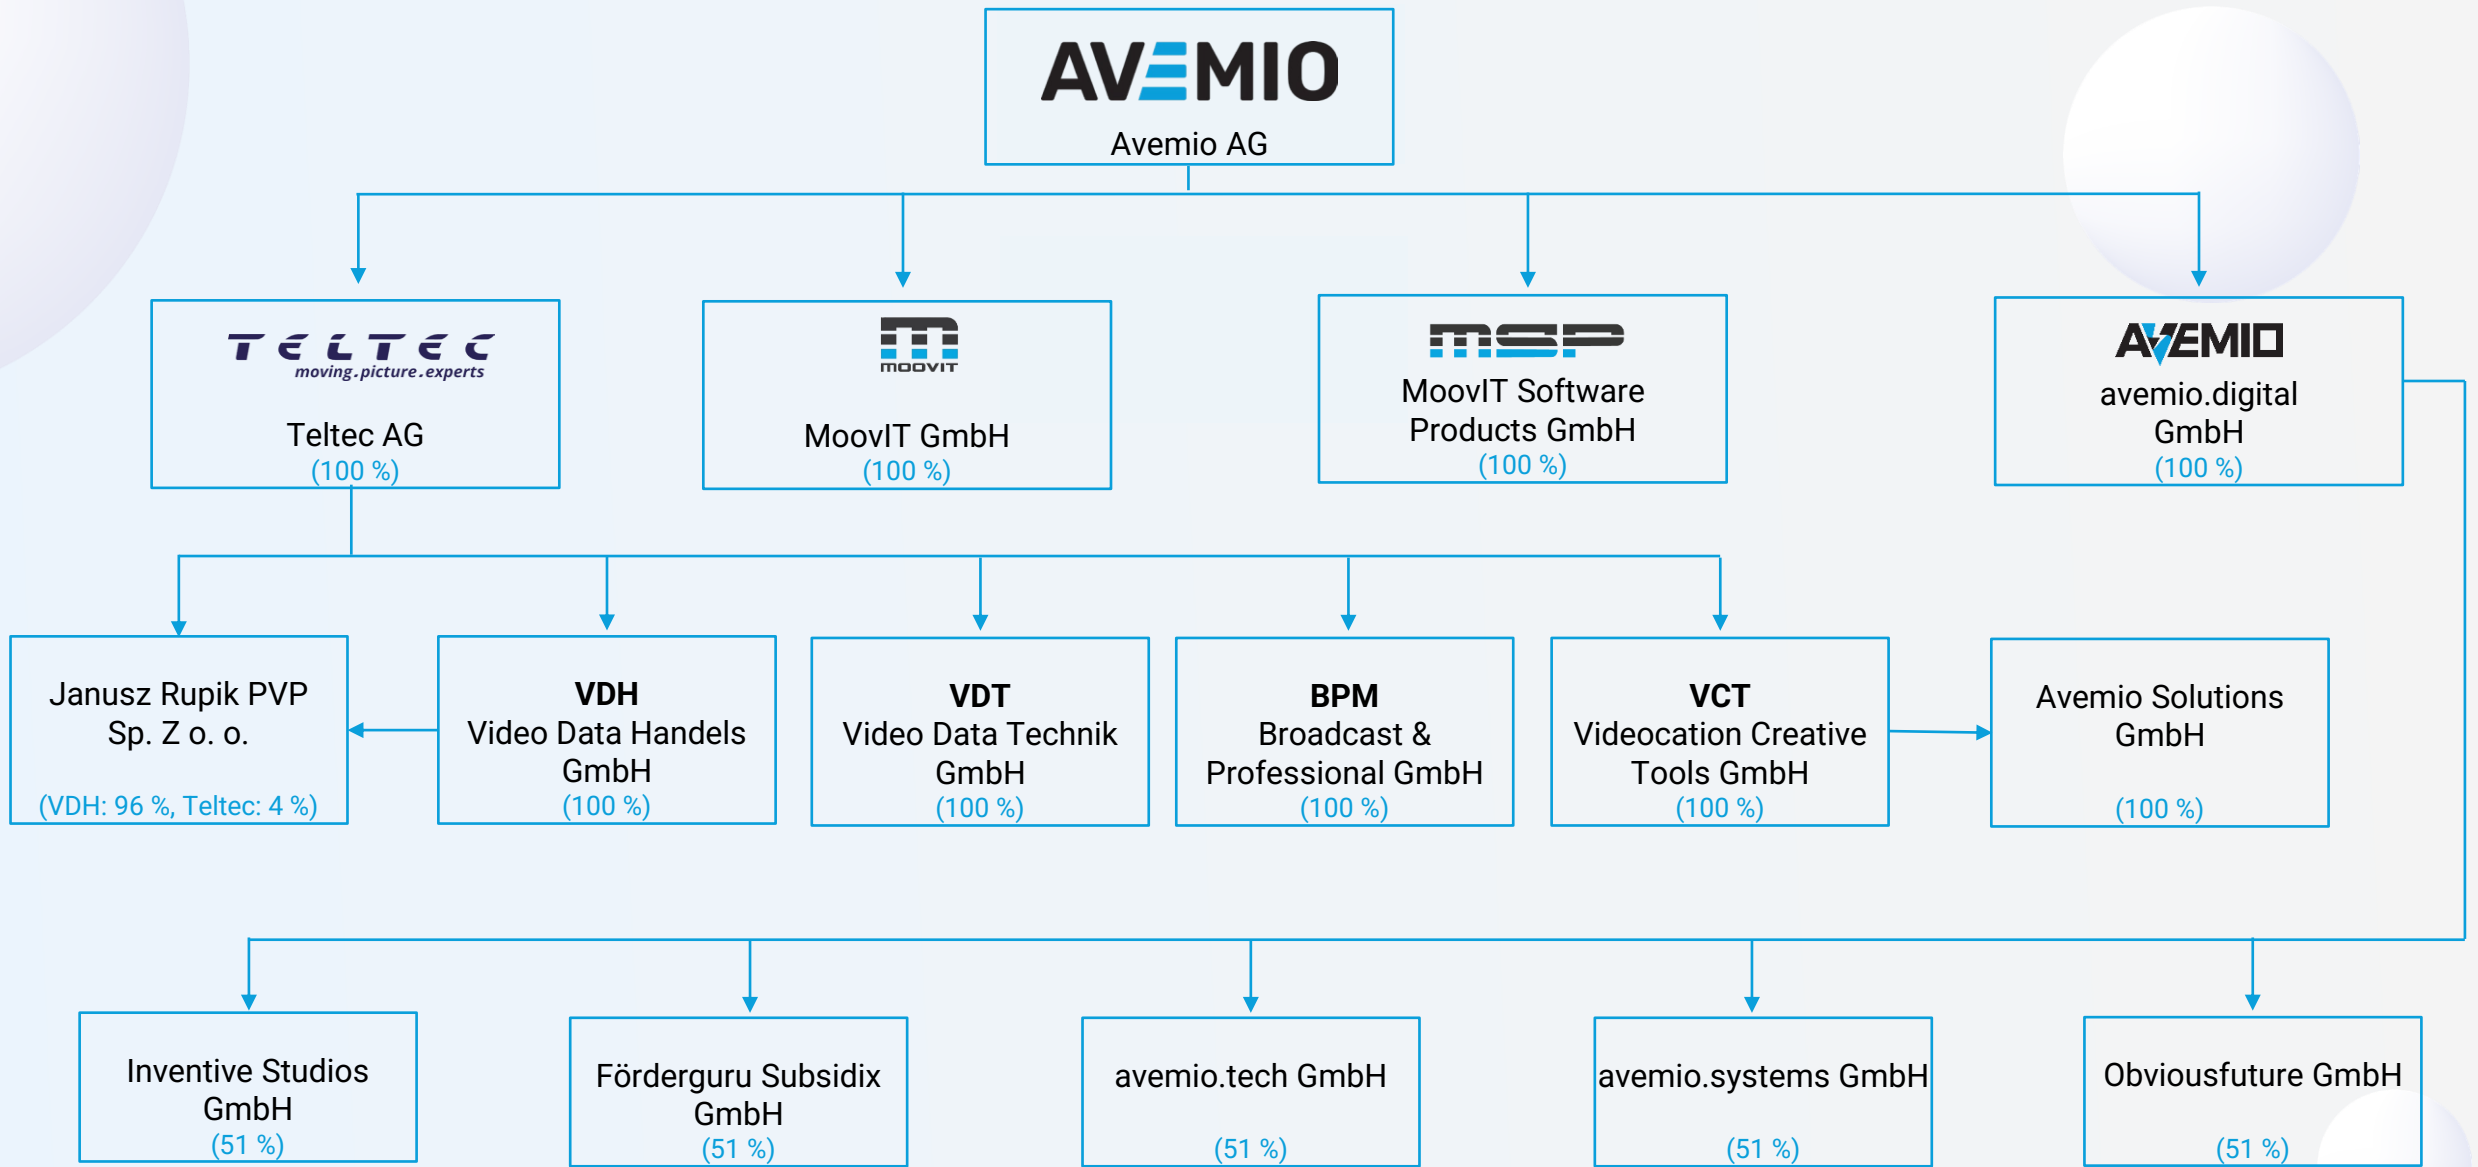 AVEMIO
Avemio AG
TELTEC
moving.picture.experts
Teltec AG
(100 %)
MOOVIT
MoovIT GmbH
(100 %)
msp
MoovIT Software
Products GmbH
(100 %)
AVEMIO
avemio.digital
GmbH
(100 %)
Janusz Rupik PVP
Sp. Z o. o.
(VDH: 96 %, Teltec: 4 %)
VDH
Video Data Handels
GmbH
(100 %)
VDT
Video Data Technik
GmbH
(100 %)
BPM
Broadcast &
Professional GmbH
(100 %)
VCT
Videocation Creative
Tools GmbH
(100 %)
Avemio Solutions
GmbH
(100 %)
Inventive Studios
GmbH
(51 %)
Förderguru Subsidix
GmbH
(51 %)
avemio.tech GmbH
(51 %)
avemio.systems GmbH
(51 %)
Obviousfuture GmbH
(51 %)